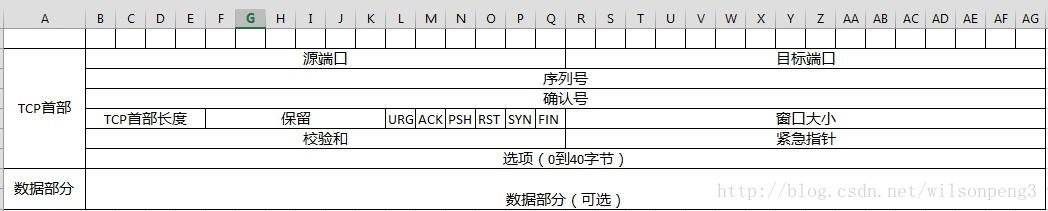 A B C D E F G H I J K L M N O P Q R S T U V W X Y Z AA AB AC AD AE AF AG
源端口 目标端口
序列号
TCP首部
确认号
TCP首部长度 保留 URG ACK PSH RST SYN FIN 窗口大小
校验和 紧急指针
选项（0到40字节）
数据部分
数据部分（可选）
http://blog.csdn.net/wilsonpeng3